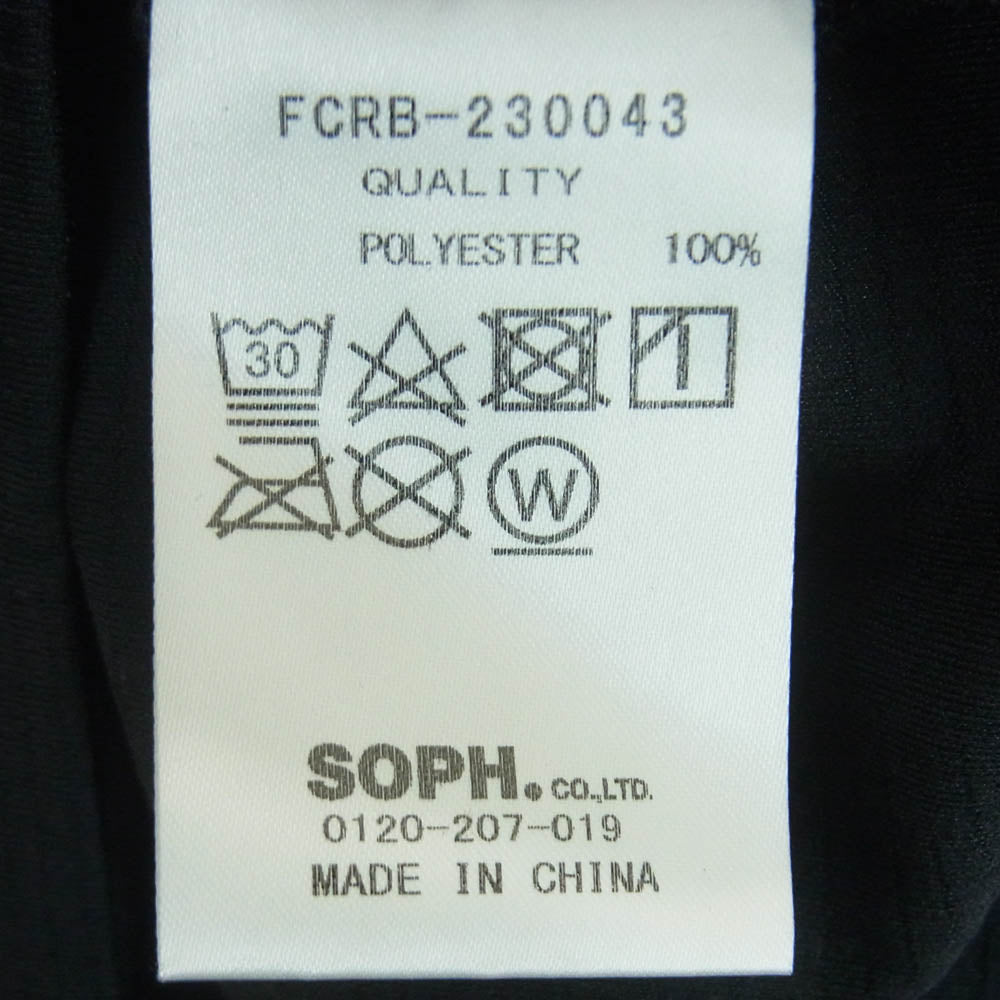 FCRB-230043
QUALITY
POLYESTER 100%
30
W
SOPH. CO.,LTD.
0120-207-019
MADE IN CHINA